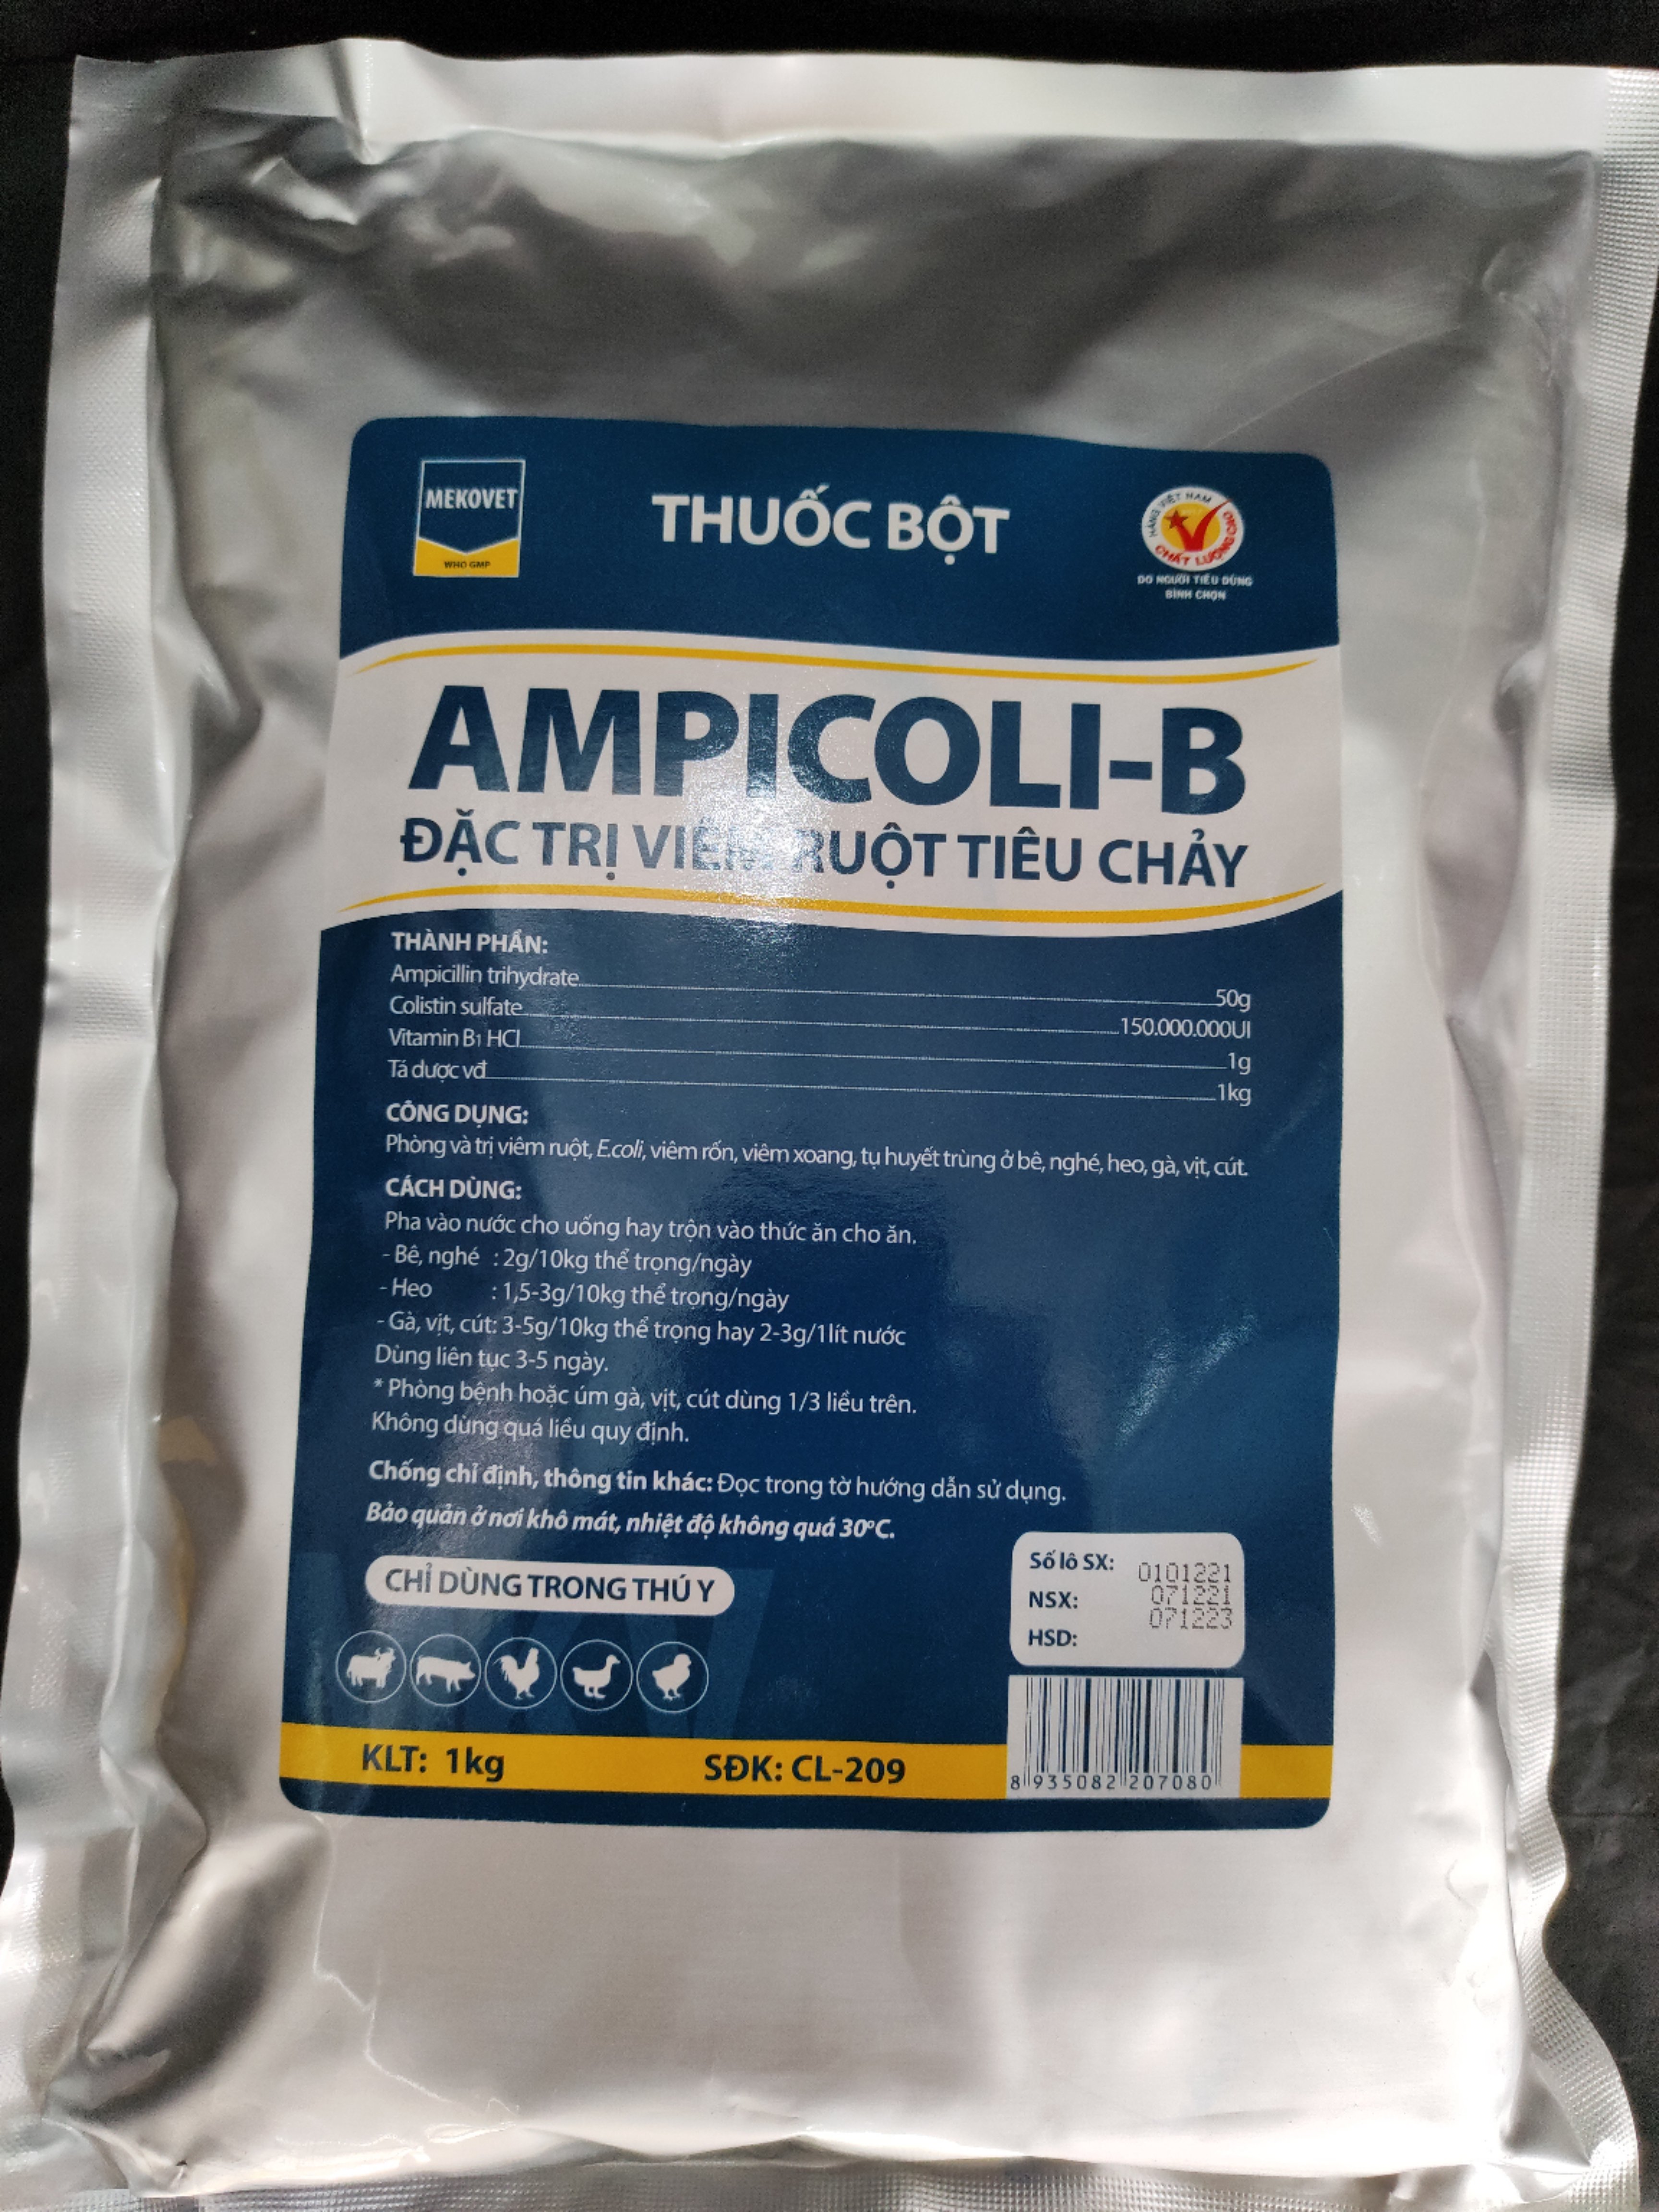 MEKOVET
WHO GMP
THUỐC BỘT
HÀNG VIỆT NAM
CHẤT LƯỢNG CAO
DO NGƯỜI TIÊU DÙNG
BÌNH CHỌN
AMPICOLI-B
ĐẶC TRỊ VIÊM RUỘT TIÊU CHẢY
THÀNH PHẦN:
Ampicillin trihydrate 50g
Colistin sulfate 150.000.000UI
Vitamin B1 HCl 1g
Tá dược vđ 1kg
CÔNG DỤNG:
Phòng và trị viêm ruột, E.coli, viêm rốn, viêm xoang, tụ huyết trùng ở bê, nghé, heo, gà, vịt, cút.
CÁCH DÙNG:
Pha vào nước cho uống hay trộn vào thức ăn cho ăn.
- Bê, nghé : 2g/10kg thể trọng/ngày
- Heo : 1,5-3g/10kg thể trọng/ngày
- Gà, vịt, cút: 3-5g/10kg thể trọng hay 2-3g/1lít nước
Dùng liên tục 3-5 ngày.
* Phòng bệnh hoặc úm gà, vịt, cút dùng 1/3 liều trên.
Không dùng quá liều quy định.
Chống chỉ định, thông tin khác: Đọc trong tờ hướng dẫn sử dụng.
Bảo quản ở nơi khô mát, nhiệt độ không quá 30ºC.
CHỈ DÙNG TRONG THÚ Y
Số lô SX: 0101221
NSX: 071221
HSD: 071223
KLT: 1kg
SĐK: CL-209
8 935082 207080